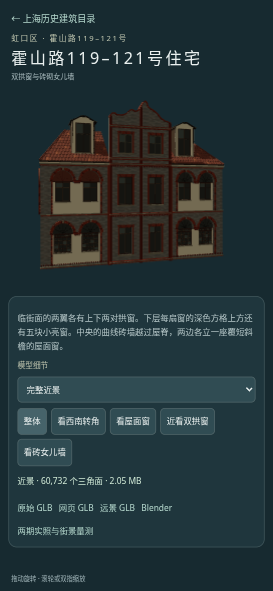 ← 上海历史建筑目录
虹口区 · 霍山路119–121号
霍山路119–121号住宅
双拱窗与砖砌女儿墙
临街面的两翼各有上下两对拱窗。下层每扇窗的深色方格上方还
有五块小亮窗。中央的曲线砖墙越过屋脊，两边各立一座覆短斜
檐的屋面窗。
模型细节
完整近景
整体 看西南转角 看屋面窗 近看双拱窗
看砖女儿墙
近景 · 60,732 个三角面 · 2.05 MB
原始 GLB 网页 GLB 远景 GLB Blender
两期实照与街景量测
拖动旋转 · 滚轮或双指缩放